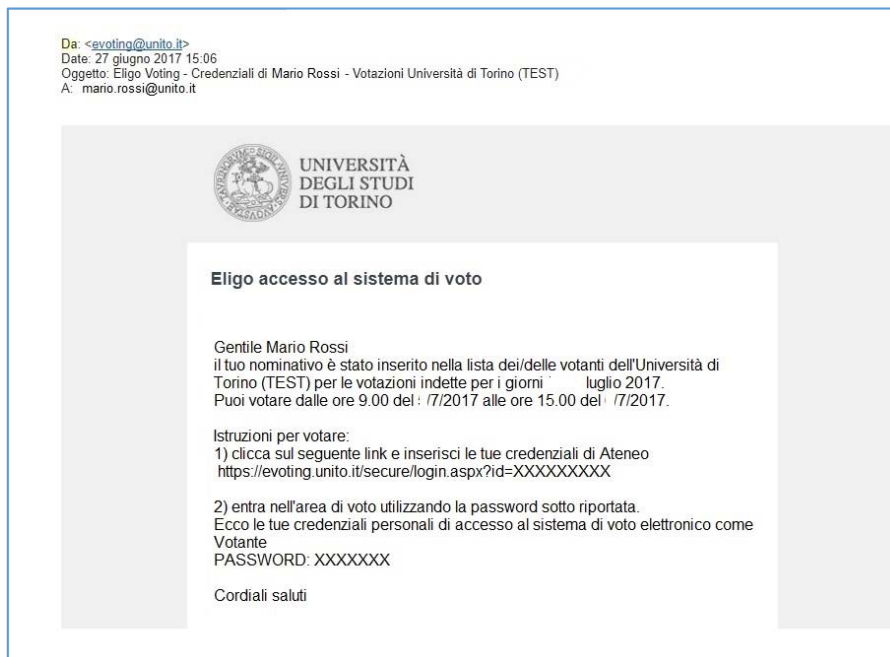 Da: <evoting@unito.it>
Date: 27 giugno 2017 15:06
Oggetto: Eligo Voting - Credenziali di Mario Rossi - Votazioni Università di Torino (TEST)
A: mario.rossi@unito.it
UNIVERSITÀ
DEGLI STUDI
DI TORINO
Eligo accesso al sistema di voto
Gentile Mario Rossi
il tuo nominativo è stato inserito nella lista dei/delle votanti dell'Università di
Torino (TEST) per le votazioni indette per i giorni luglio 2017.
Puoi votare dalle ore 9.00 del /7/2017 alle ore 15.00 del /7/2017.
Istruzioni per votare:
1) clicca sul seguente link e inserisci le tue credenziali di Ateneo
https://evoting.unito.it/secure/login.aspx?id=XXXXXXXXX
2) entra nell'area di voto utilizzando la password sotto riportata.
Ecco le tue credenziali personali di accesso al sistema di voto elettronico come
Votante
PASSWORD: XXXXXXX
Cordiali saluti